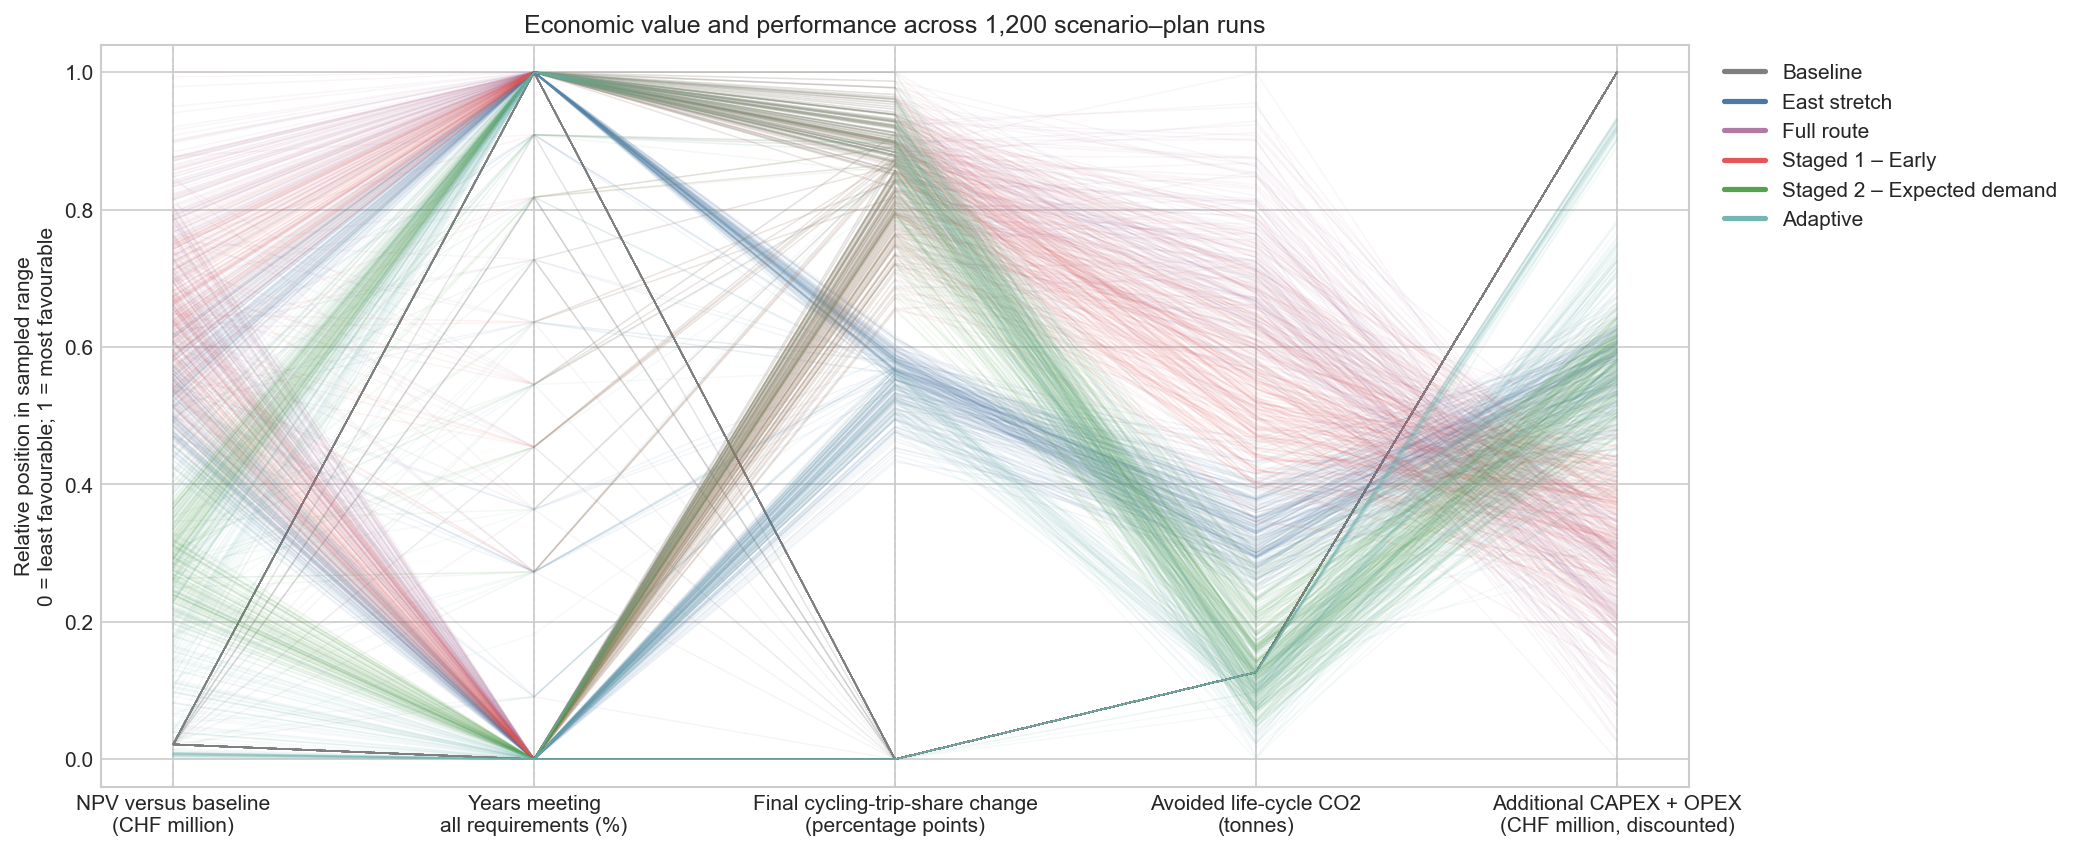 Economic value and performance across 1,200 scenario–plan runs
Relative position in sampled range
0 = least favourable; 1 = most favourable
1.0
0.8
0.6
0.4
0.2
0.0
NPV versus baseline
(CHF million)
Years meeting
all requirements (%)
Final cycling-trip-share change
(percentage points)
Avoided life-cycle CO2
(tonnes)
Additional CAPEX + OPEX
(CHF million, discounted)
Baseline
East stretch
Full route
Staged 1 – Early
Staged 2 – Expected demand
Adaptive